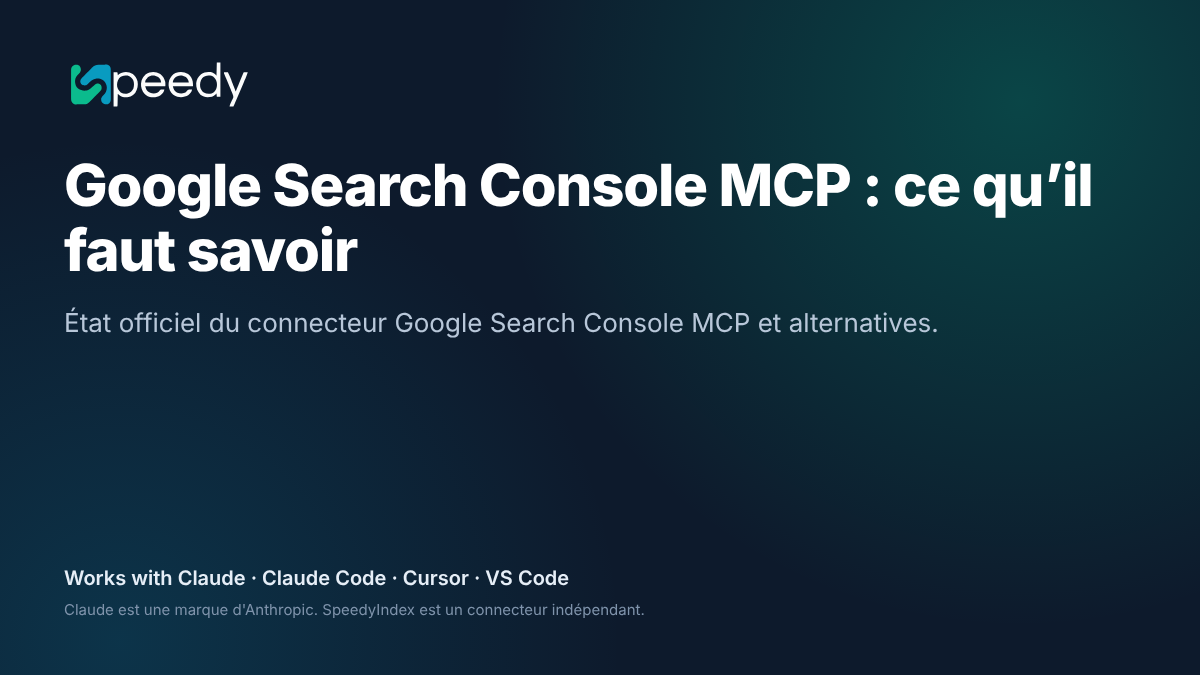 Speedy
Google Search Console MCP : ce qu’il
faut savoir
État officiel du connecteur Google Search Console MCP et alternatives.
Works with Claude · Claude Code · Cursor · VS Code
Claude est une marque d'Anthropic. SpeedyIndex est un connecteur indépendant.